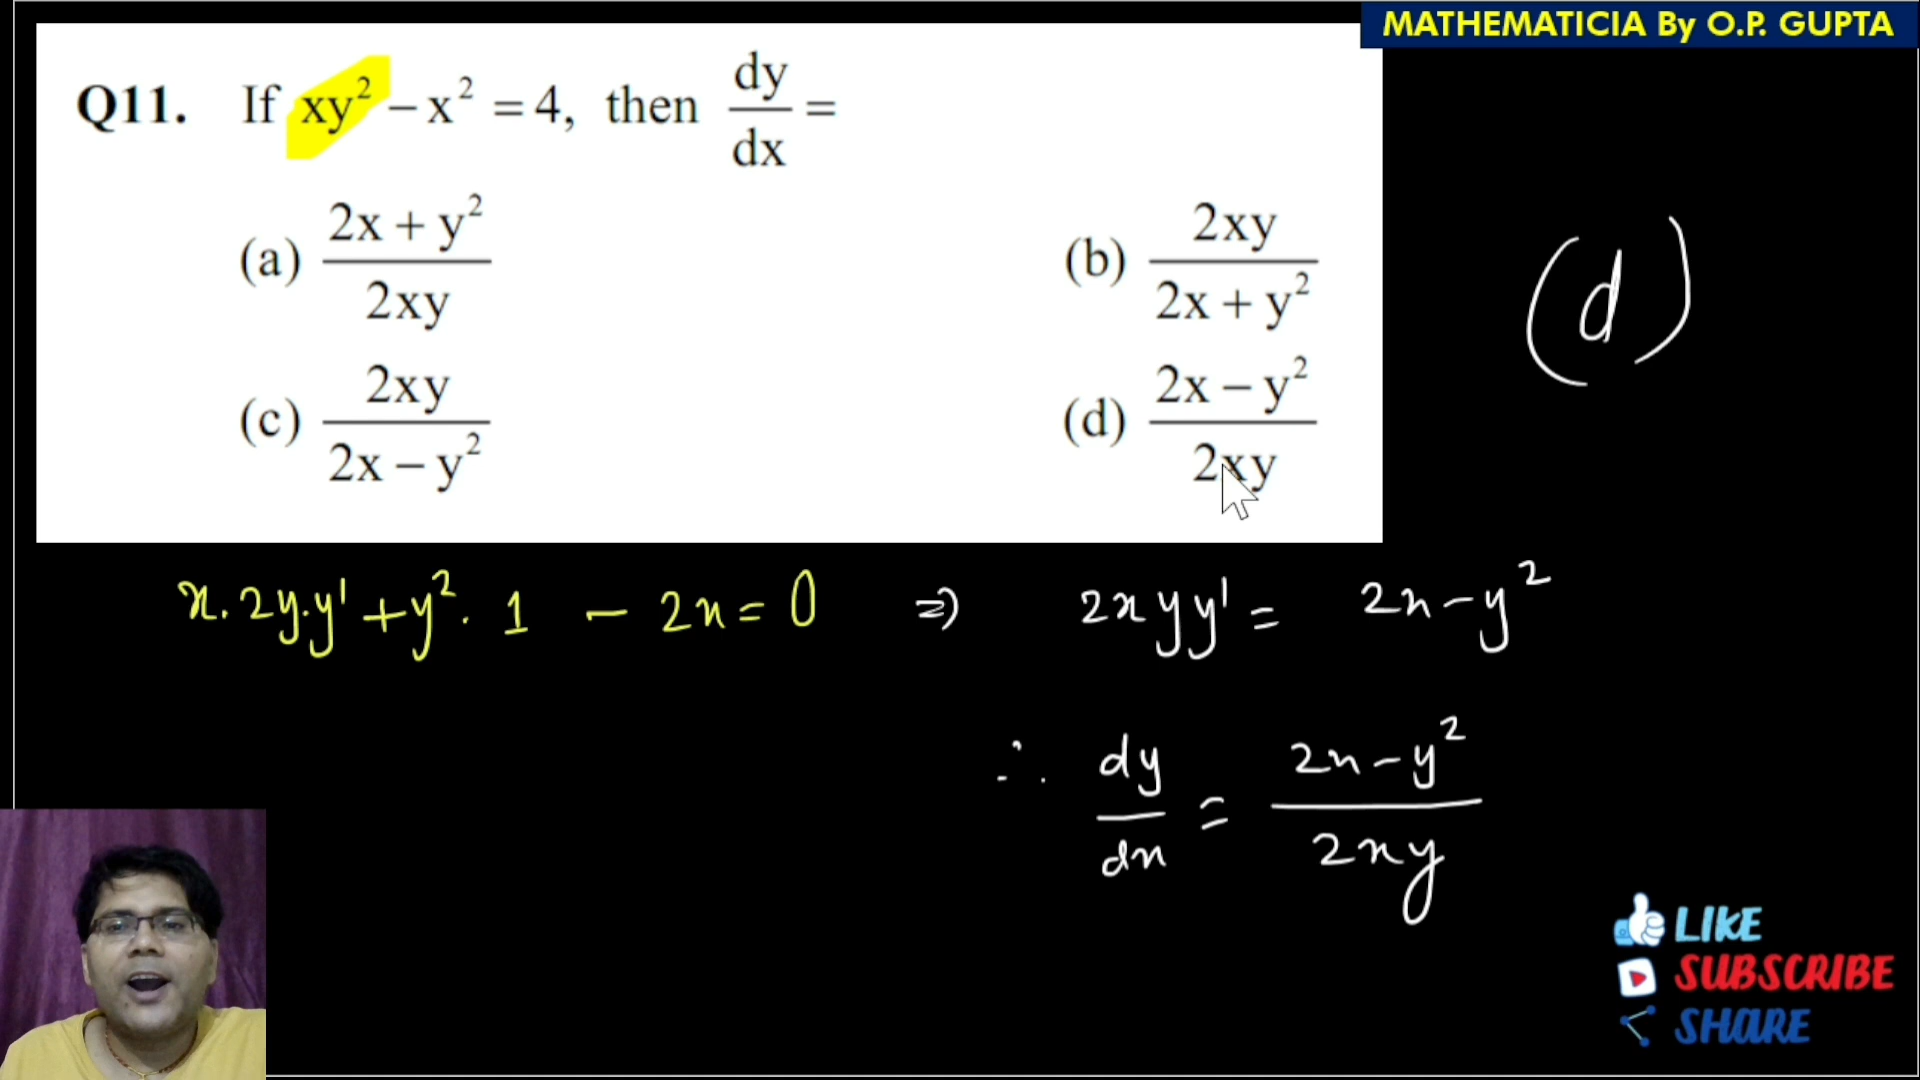 MATHEMATICIA By O.P. GUPTA
Q11. If xy² – x² = 4, then dy/dx =
(a) (2x + y²)/(2xy)
(b) (2xy)/(2x + y²)
(c) (2xy)/(2x – y²)
(d) (2x – y²)/(2xy)
(d)
x. 2y.y' + y². 1 – 2x = 0 ⇒ 2xyy' = 2x – y²
∴ dy/dx = (2x – y²)/(2xy)
LIKE
SUBSCRIBE
SHARE